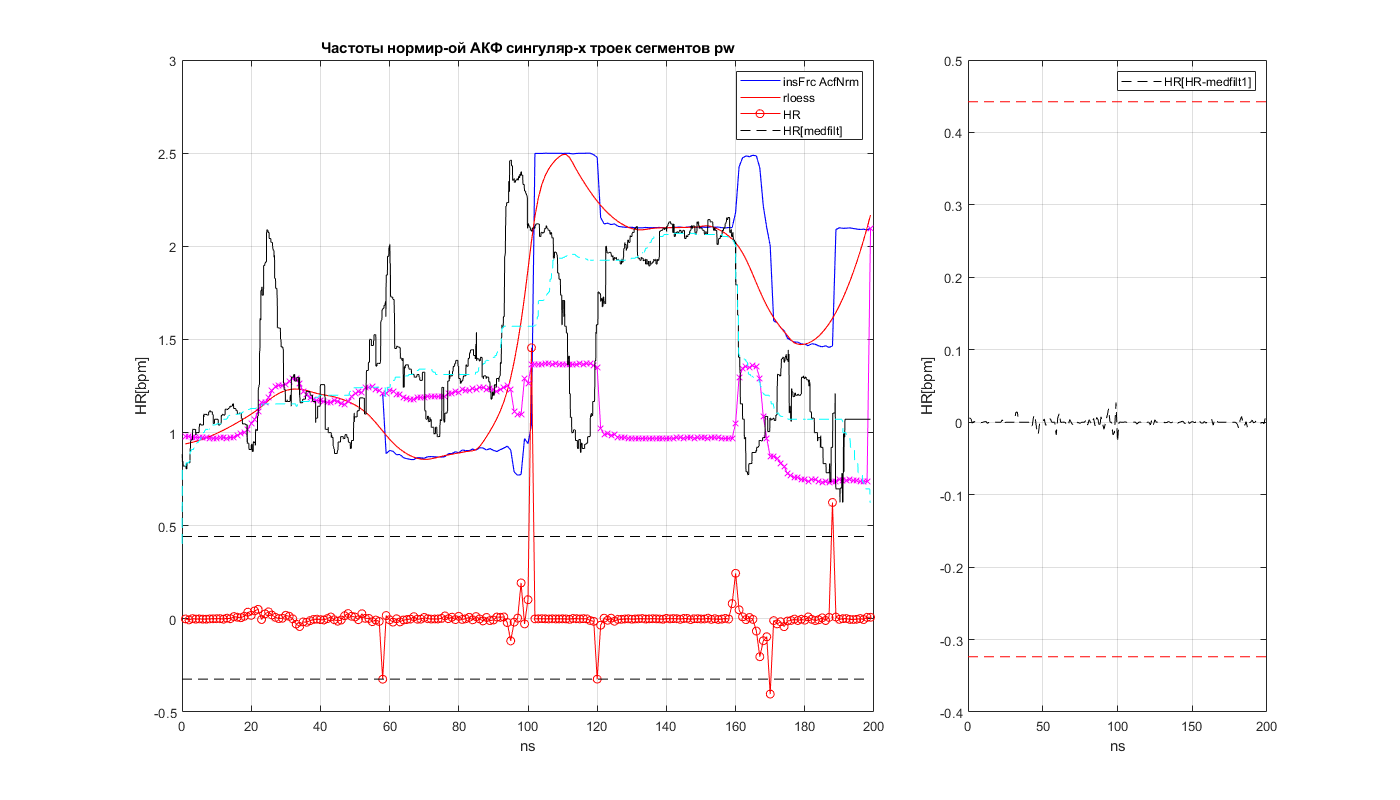 Частоты нормир-ой АКФ сингуляр-х троек сегментов pw
3
2.5
2
1.5
1
0.5
0
-0.5
HR[bpm]
0 20 40 60 80 100 120 140 160 180 200
ns
insFrc AcfNrm
rloess
HR
HR[medfilt]
0.5
0.4
0.3
0.2
0.1
0
-0.1
-0.2
-0.3
-0.4
HR[bpm]
0 50 100 150 200
ns
HR[HR-medfilt1]